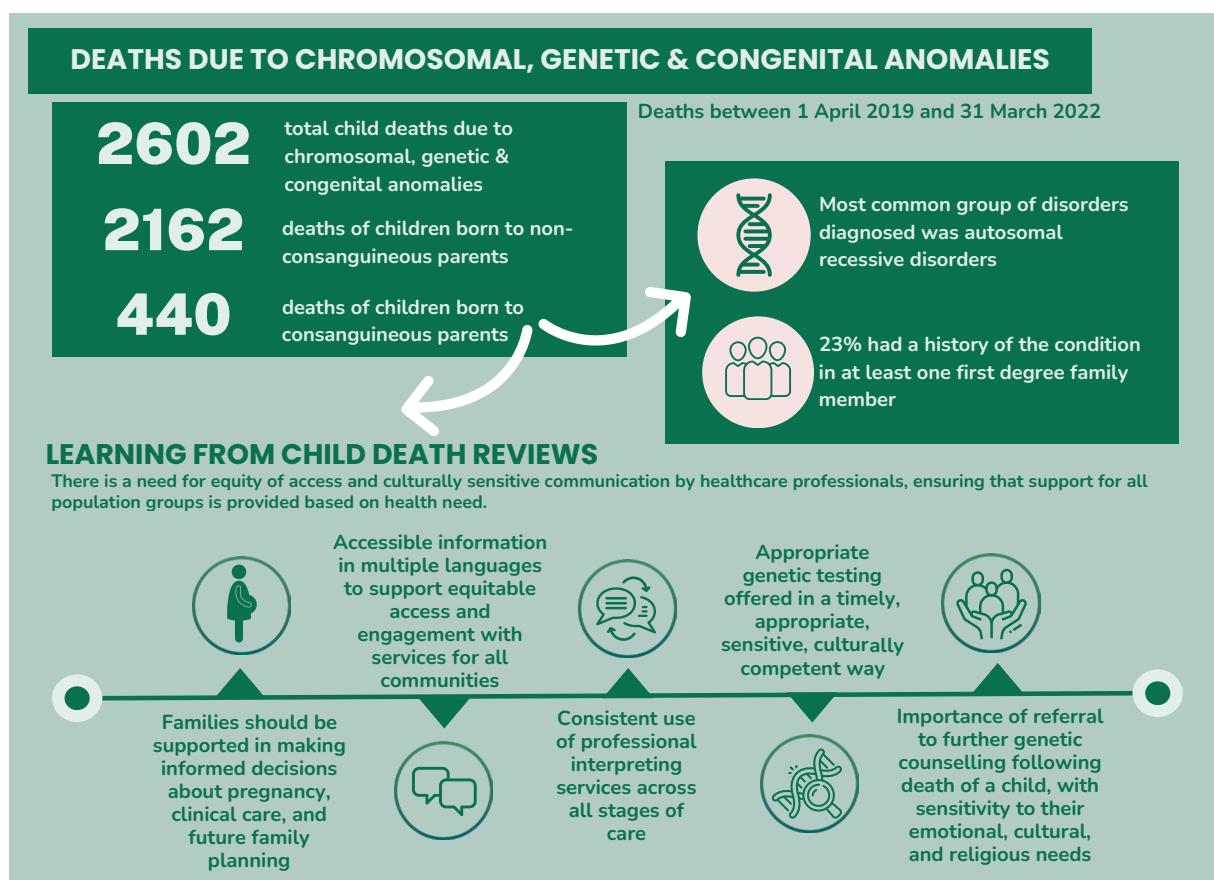 DEATHS DUE TO CHROMOSOMAL, GENETIC & CONGENITAL ANOMALIES
Deaths between 1 April 2019 and 31 March 2022
2602
total child deaths due to
chromosomal, genetic &
congenital anomalies
2162
deaths of children born to non-
consanguineous parents
440
deaths of children born to
consanguineous parents
Most common group of disorders
diagnosed was autosomal
recessive disorders
23% had a history of the condition
in at least one first degree family
member
LEARNING FROM CHILD DEATH REVIEWS
There is a need for equity of access and culturally sensitive communication by healthcare professionals, ensuring that support for all
population groups is provided based on health need.
Families should be
supported in making
informed decisions
about pregnancy,
clinical care, and
future family
planning
Accessible information
in multiple languages
to support equitable
access and
engagement with
services for all
communities
Consistent use
of professional
interpreting
services across
all stages of
care
Appropriate
genetic testing
offered in a timely,
appropriate,
sensitive, culturally
competent way
Importance of referral
to further genetic
counselling following
death of a child, with
sensitivity to their
emotional, cultural,
and religious needs